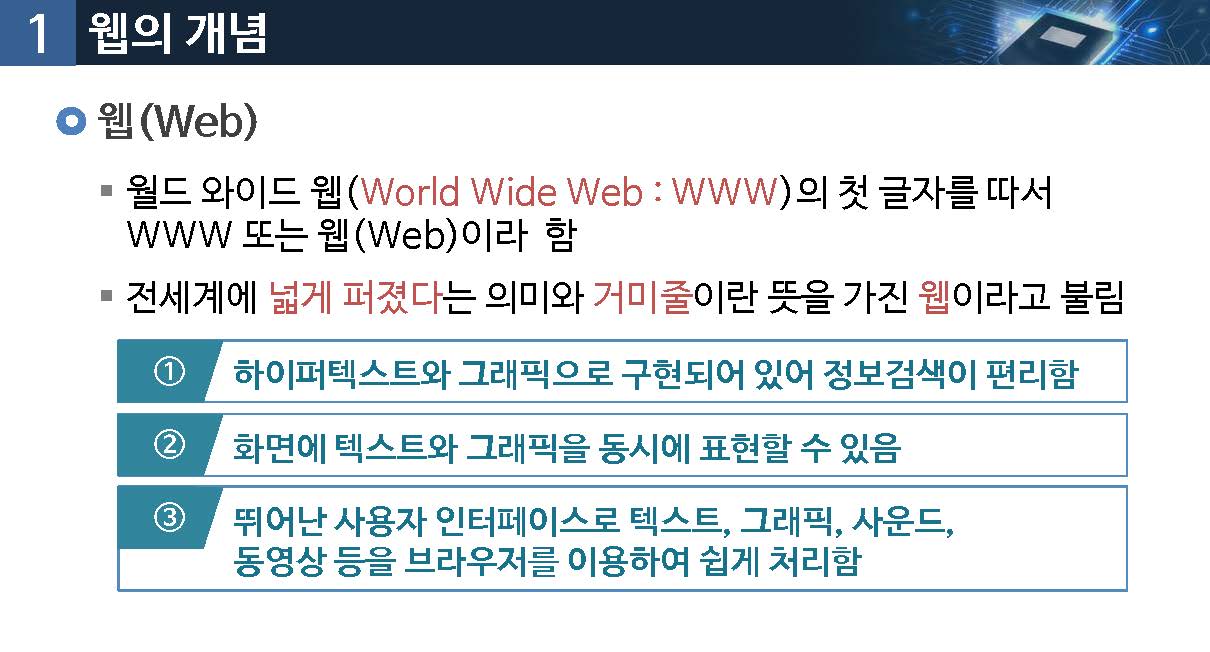 1 웹의 개념
웹(Web)
월드 와이드 웹(World Wide Web : WWW)의 첫 글자를 따서
WWW 또는 웹(Web)이라 함
전세계에 넓게 퍼졌다는 의미와 거미줄이란 뜻을 가진 웹이라고 불림
① 하이퍼텍스트와 그래픽으로 구현되어 있어 정보검색이 편리함
② 화면에 텍스트와 그래픽을 동시에 표현할 수 있음
③ 뛰어난 사용자 인터페이스로 텍스트, 그래픽, 사운드,
동영상 등을 브라우저를 이용하여 쉽게 처리함